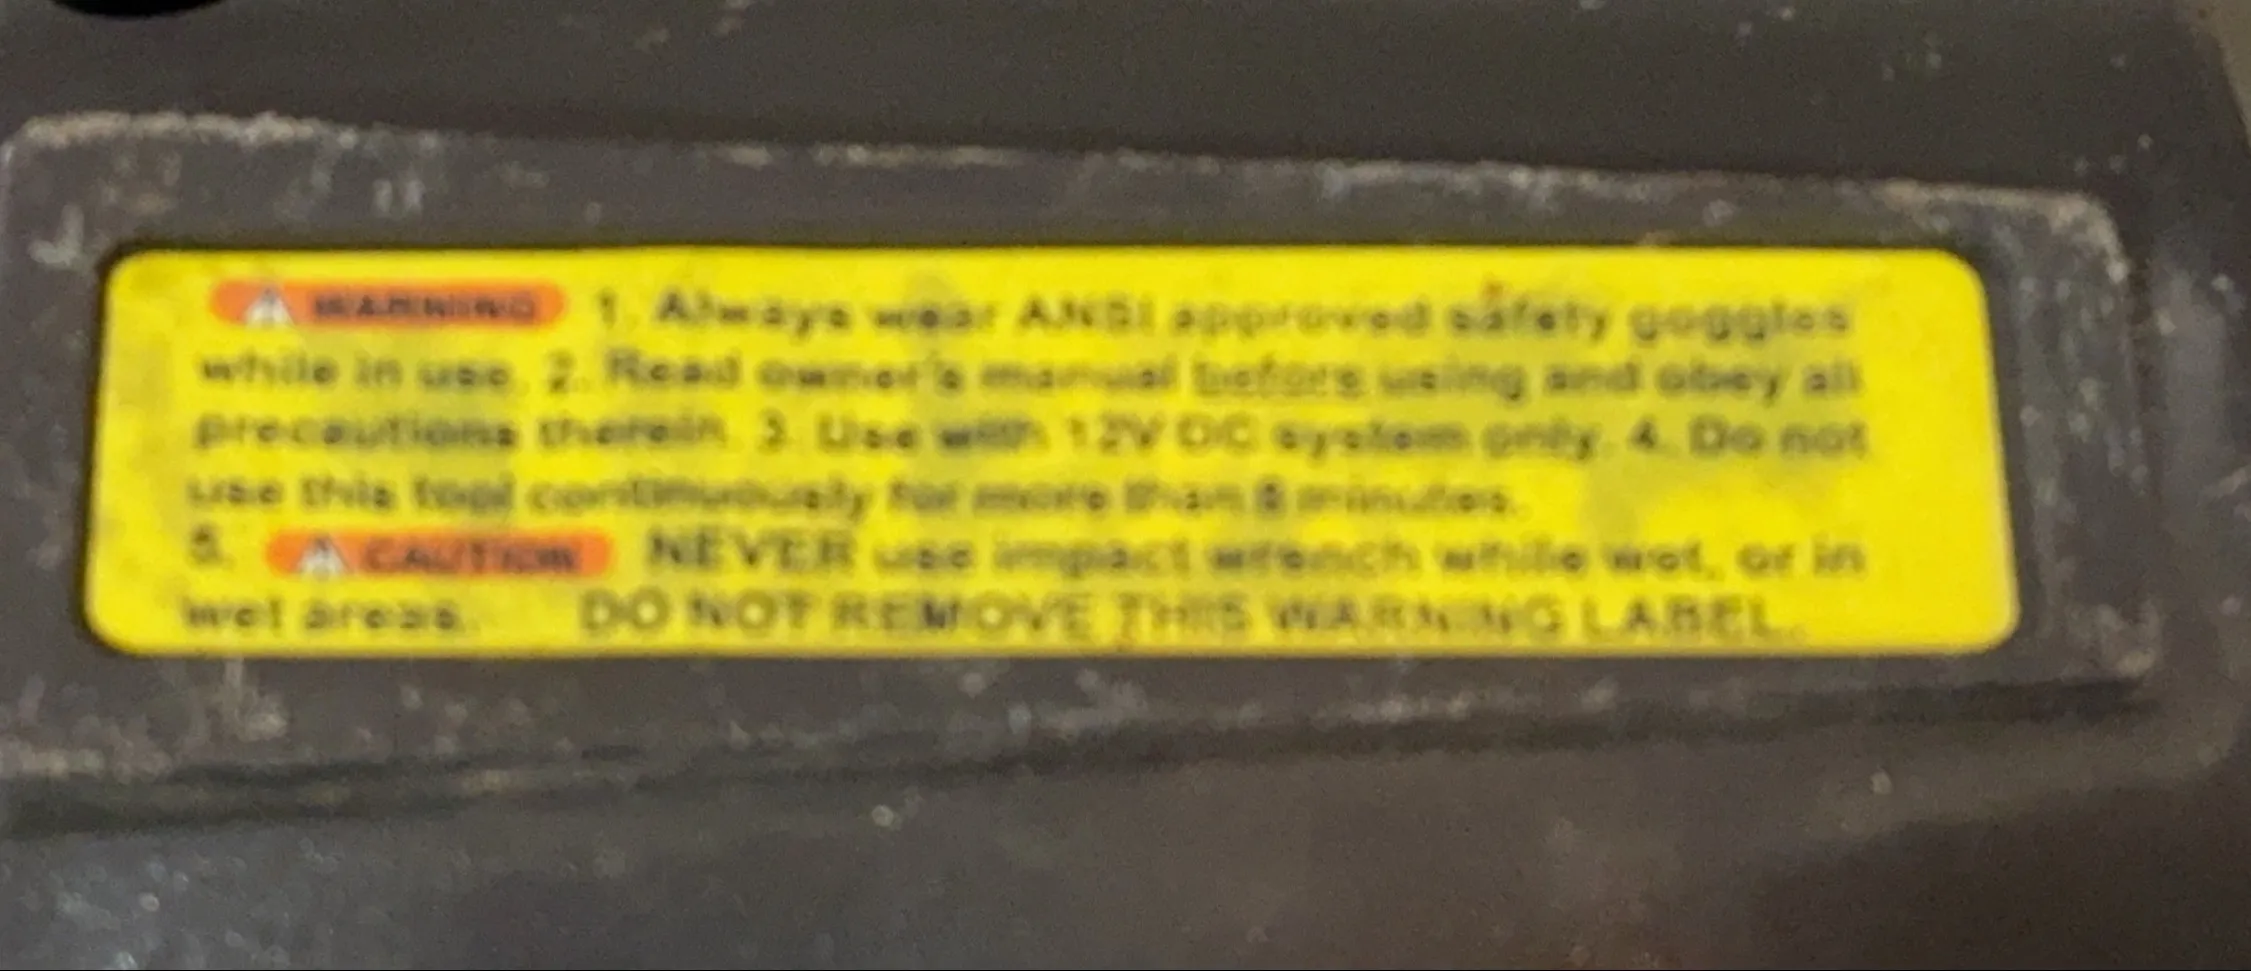 WARNING 1. Always wear ANSI approved safety goggles
while in use. 2. Read owner's manual before using and obey all
precautions therein. 3. Use with 12V DC system only. 4. Do not
use this tool continuously for more than minutes.
5. CAUTION NEVER use impact wrench while wet, or in
wet areas. DO NOT REMOVE THIS WARNING LABEL.